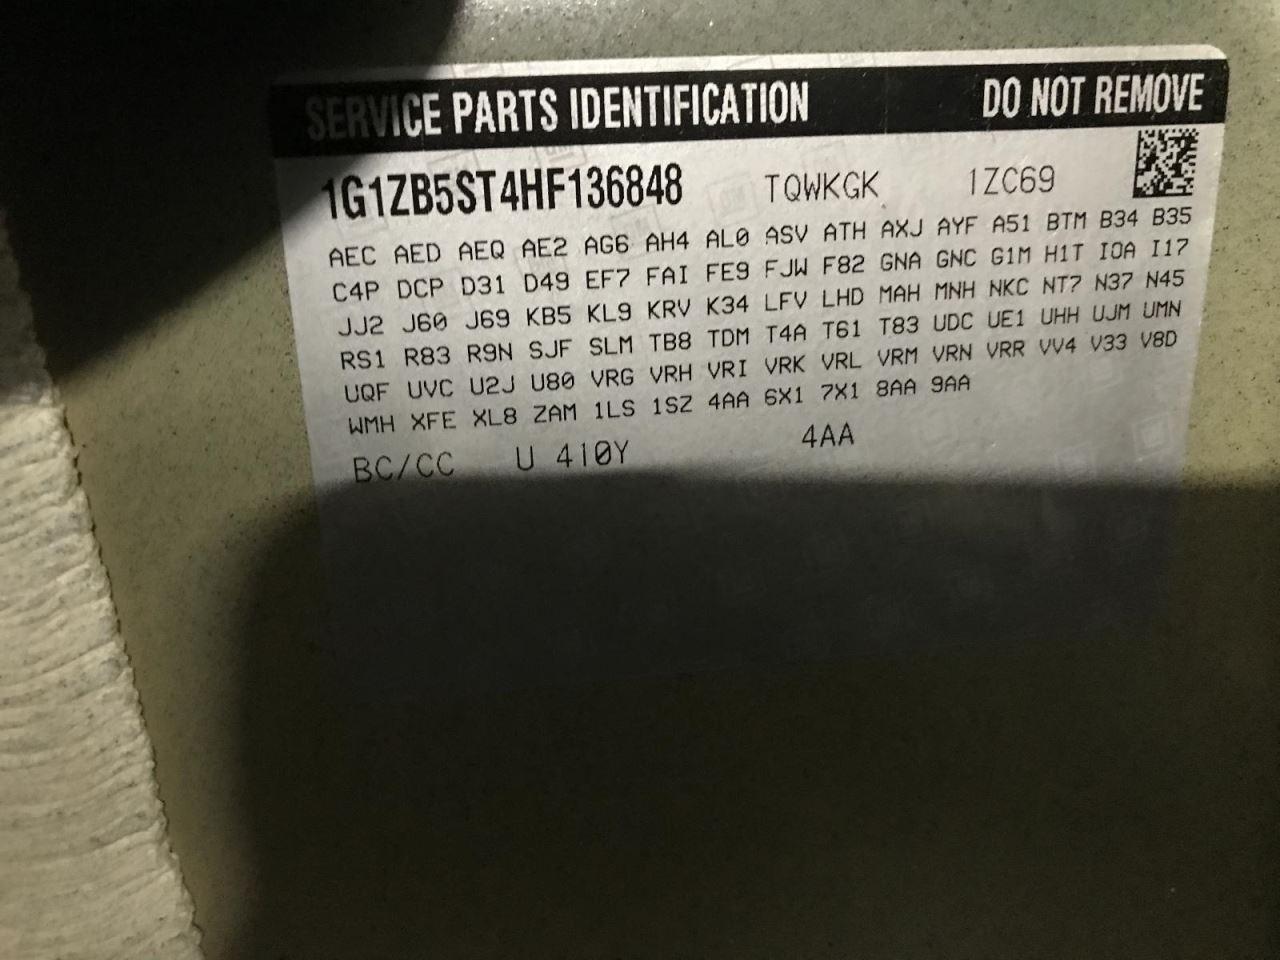 SERVICE PARTS IDENTIFICATION DO NOT REMOVE
1G1ZB5ST4HF136848 TQWKGK 1ZC69
AEC AED AEQ AE2 AG6 AH4 AL0 ASV ATH AXJ AYF A51 BTM B34 B35
C4P DCP D31 D49 EF7 FAI FE9 FJW F82 GNA GNC G1M H1T IOA I17
JJ2 J60 J69 KB5 KL9 KRV K34 LFV LHD MAH MNH NKC NT7 N37 N45
RS1 R83 R9N SJF SLM TB8 TDM T4A T61 T83 UDC UE1 UHH UJM UMN
UQF UVC U2J U80 VRG VRH VRI VRK VRL VRM VRN VRR VV4 V33 V8D
WMH XFE XL8 ZAM 1LS 1SZ 4AA 6X1 7X1 8AA 9AA
BC/CC U 410Y 4AA